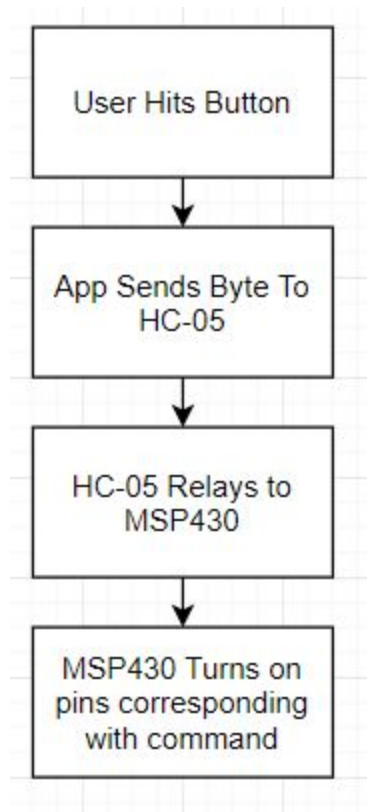 User Hits Button
App Sends Byte To
HC-05
HC-05 Relays to
MSP430
MSP430 Turns on
pins corresponding
with command